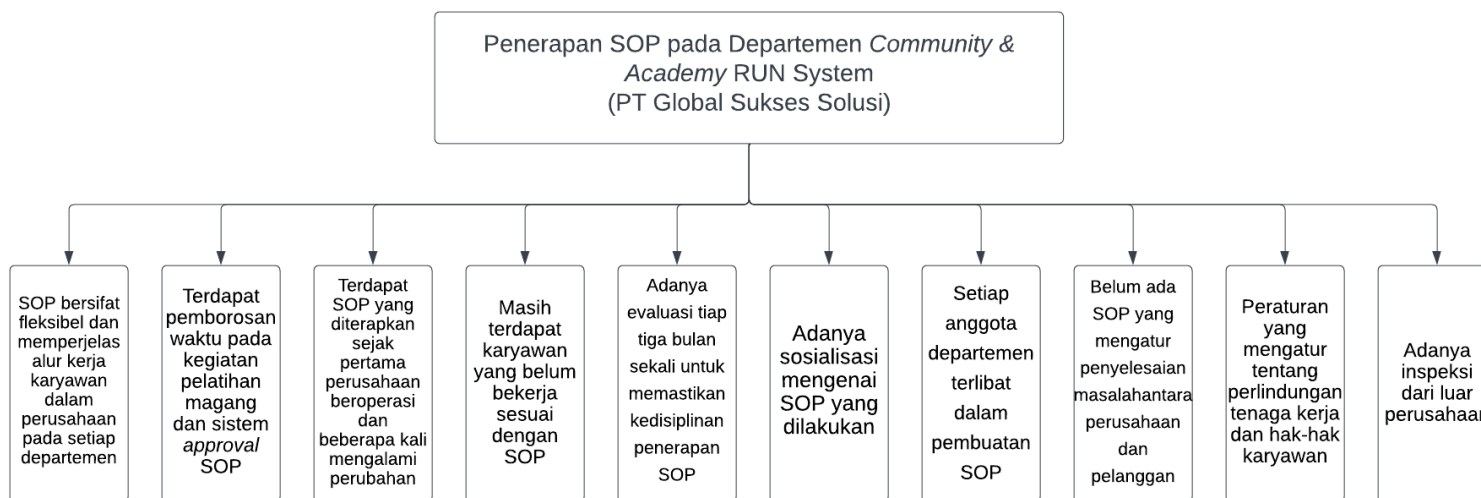 Penerapan SOP pada Departemen Community &
Academy RUN System
(PT Global Sukses Solusi)
SOP bersifat
fleksibel dan
memperjelas
alur kerja
karyawan
dalam
perusahaan
pada setiap
departemen
Terdapat
pemborosan
waktu pada
kegiatan
pelatihan
magang
dan sistem
approval
SOP
Terdapat
SOP yang
diterapkan
sejak
pertama
perusahaan
beroperasi
dan
beberapa kali
mengalami
perubahan
Masih
terdapat
karyawan
yang belum
bekerja
sesuai
dengan
SOP
Adanya
evaluasi tiap
tiga bulan
sekali untuk
memastikan
kedisiplinan
penerapan
SOP
Adanya
sosialisasi
mengenai
SOP yang
dilakukan
Setiap
anggota
departemen
terlibat
dalam
pembuatan
SOP
Belum ada
SOP yang
mengatur
penyelesaian
masalahantara
perusahaan
dan
pelanggan
Peraturan
yang
mengatur
tentang
perlindungan
tenaga kerja
dan hak-hak
karyawan
Adanya
inspeksi
dari luar
perusahaan